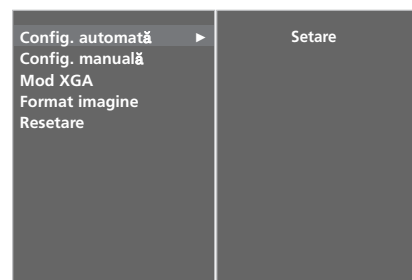 Config. automată ►
Setare
Config. manuală
Mod XGA
Format imagine
Resetare